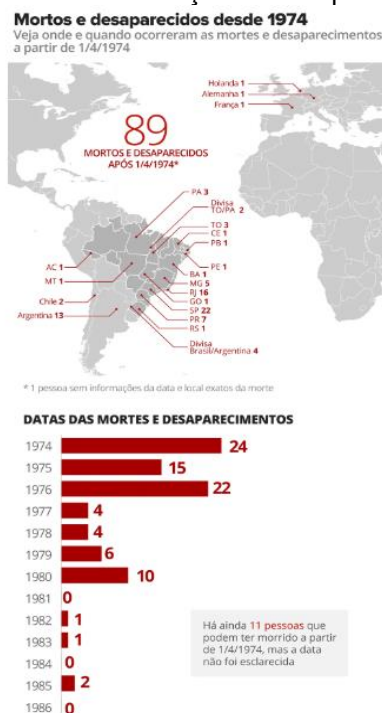 Mortos e desaparecidos desde 1974
Veja onde e quando ocorreram as mortes e desaparecimentos
a partir de 1/4/1974
Holanda 1
Alemanha 1
França 1
89
MORTOS E DESAPARECIDOS
APÓS 1/4/1974*
PA 3
Divisa
TO/PA 2
TO 3
CE 1
PB 1
PE 1
BA 1
MG 5
RJ 16
GO 1
SP 22
PR 7
RS 1
Divisa
Brasil/Argentina 4
AC 1
MT 1
Chile 2
Argentina 13
* 1 pessoa sem informações da data e local exatos da morte
DATAS DAS MORTES E DESAPARECIMENTOS
1974 24
1975 15
1976 22
1977 4
1978 4
1979 6
1980 10
1981 0
1982 1
1983 1
1984 0
1985 2
1986 0
Há ainda 11 pessoas que
podem ter morrido a partir
de 1/4/1974, mas a data
não foi esclarecida